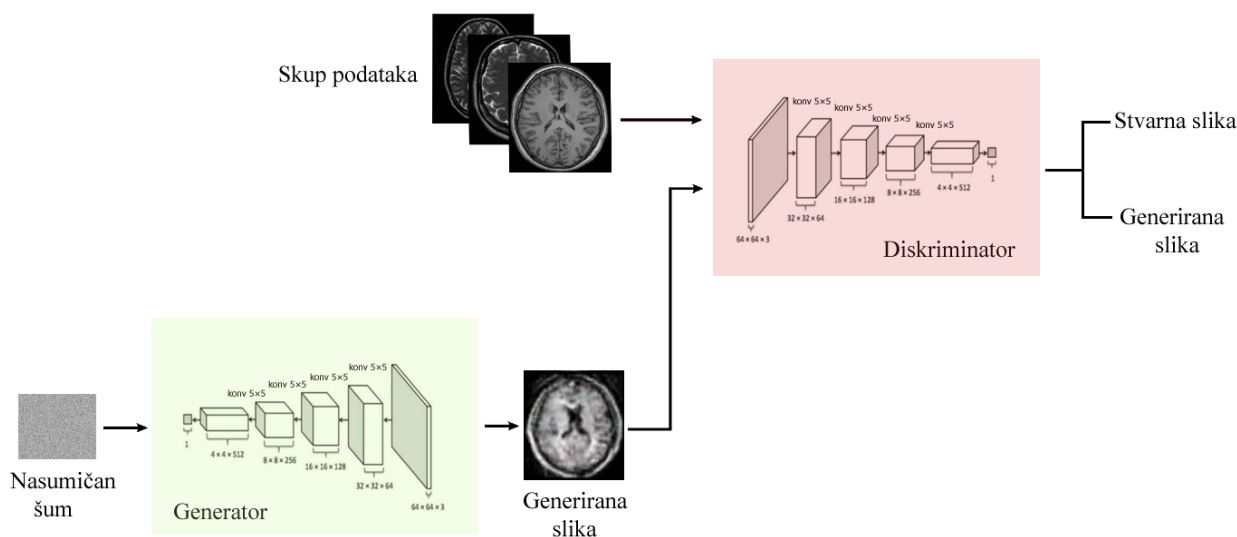 Skup podataka
konv 5×5
konv 5×5
konv 5×5
konv 5×5
64 × 64 × 3
32 × 32 × 64
16 × 16 × 128
8 × 8 × 256
4 × 4 × 512
1
Diskriminator
Stvarna slika
Generirana
slika
Nasumičan
šum
konv 5×5
konv 5×5
konv 5×5
konv 5×5
1
4 × 4 × 512
8 × 8 × 256
16 × 16 × 128
32 × 32 × 64
64 × 64 × 3
Generator
Generirana
slika